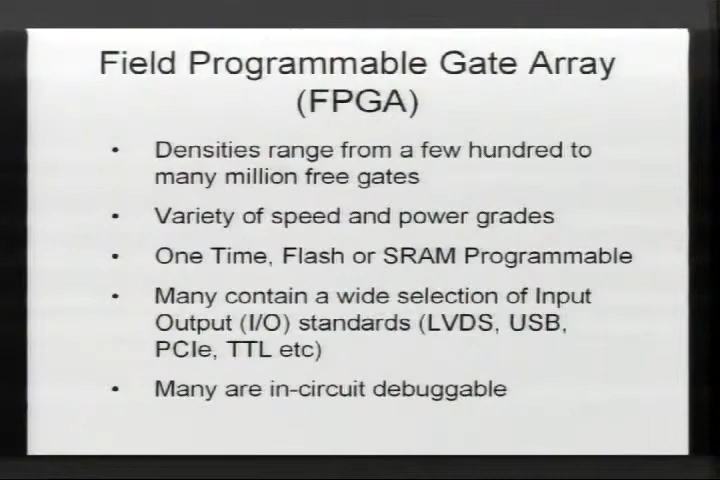 Field Programmable Gate Array
(FPGA)
• Densities range from a few hundred to
many million free gates
• Variety of speed and power grades
• One Time, Flash or SRAM Programmable
• Many contain a wide selection of Input
Output (I/O) standards (LVDS, USB,
PCIe, TTL etc)
• Many are in-circuit debuggable